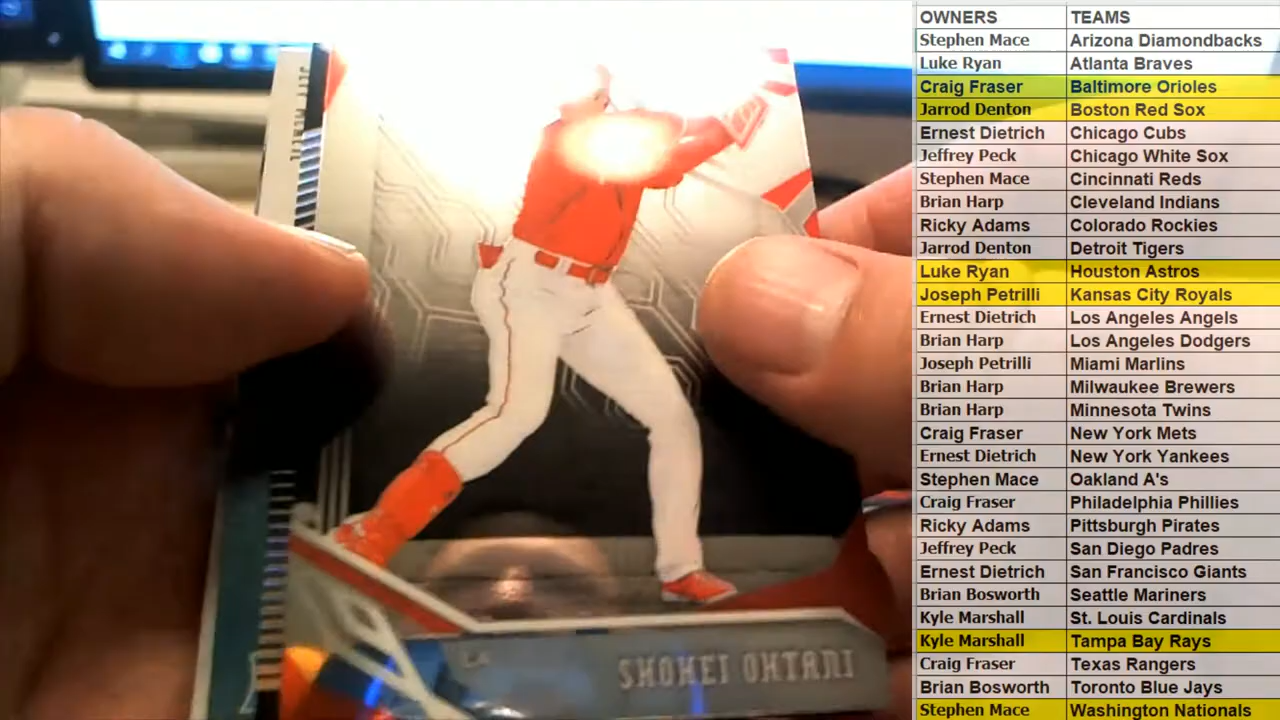 SHOHEI OHTANI
OWNERS TEAMS
Stephen Mace Arizona Diamondbacks
Luke Ryan Atlanta Braves
Craig Fraser Baltimore Orioles
Jarrod Denton Boston Red Sox
Ernest Dietrich Chicago Cubs
Jeffrey Peck Chicago White Sox
Stephen Mace Cincinnati Reds
Brian Harp Cleveland Indians
Ricky Adams Colorado Rockies
Jarrod Denton Detroit Tigers
Luke Ryan Houston Astros
Joseph Petrilli Kansas City Royals
Ernest Dietrich Los Angeles Angels
Brian Harp Los Angeles Dodgers
Joseph Petrilli Miami Marlins
Brian Harp Milwaukee Brewers
Brian Harp Minnesota Twins
Craig Fraser New York Mets
Ernest Dietrich New York Yankees
Stephen Mace Oakland A's
Craig Fraser Philadelphia Phillies
Ricky Adams Pittsburgh Pirates
Jeffrey Peck San Diego Padres
Ernest Dietrich San Francisco Giants
Brian Bosworth Seattle Mariners
Kyle Marshall St. Louis Cardinals
Kyle Marshall Tampa Bay Rays
Craig Fraser Texas Rangers
Brian Bosworth Toronto Blue Jays
Stephen Mace Washington Nationals